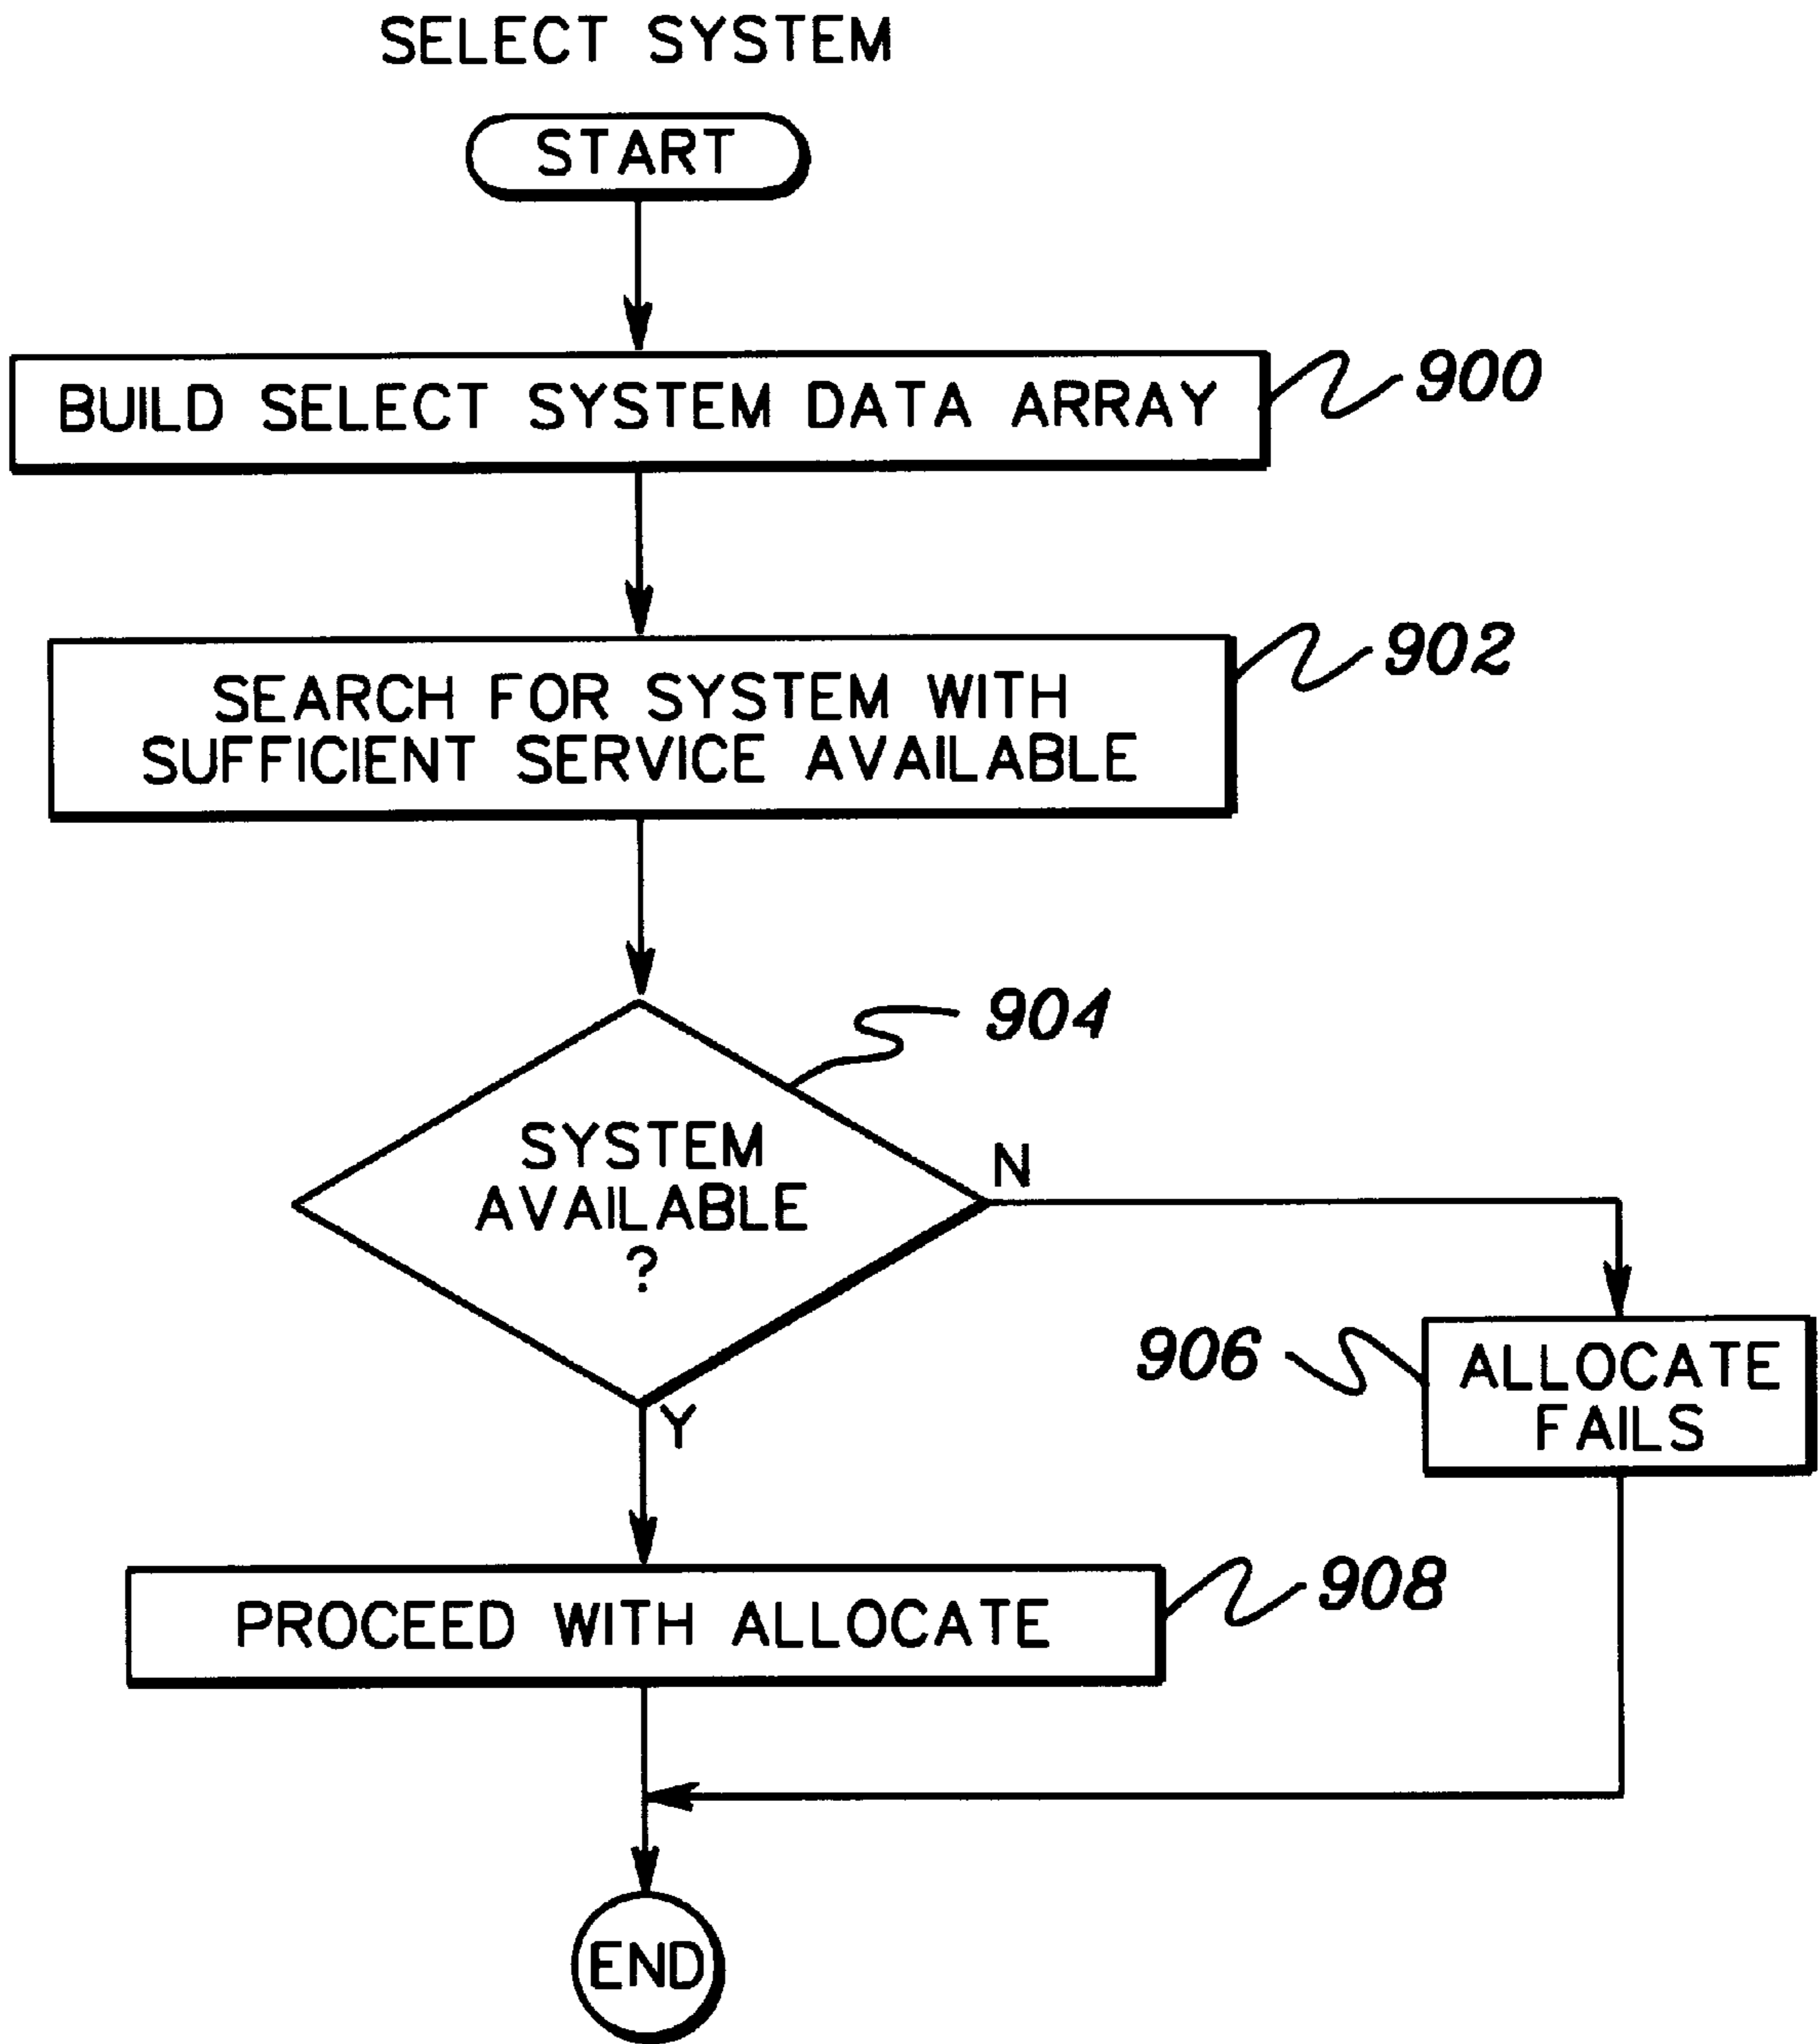 SELECT SYSTEM
START
BUILD SELECT SYSTEM DATA ARRAY
900
SEARCH FOR SYSTEM WITH
SUFFICIENT SERVICE AVAILABLE
902
904
SYSTEM
AVAILABLE
?
N
906
ALLOCATE
FAILS
Y
PROCEED WITH ALLOCATE
908
END